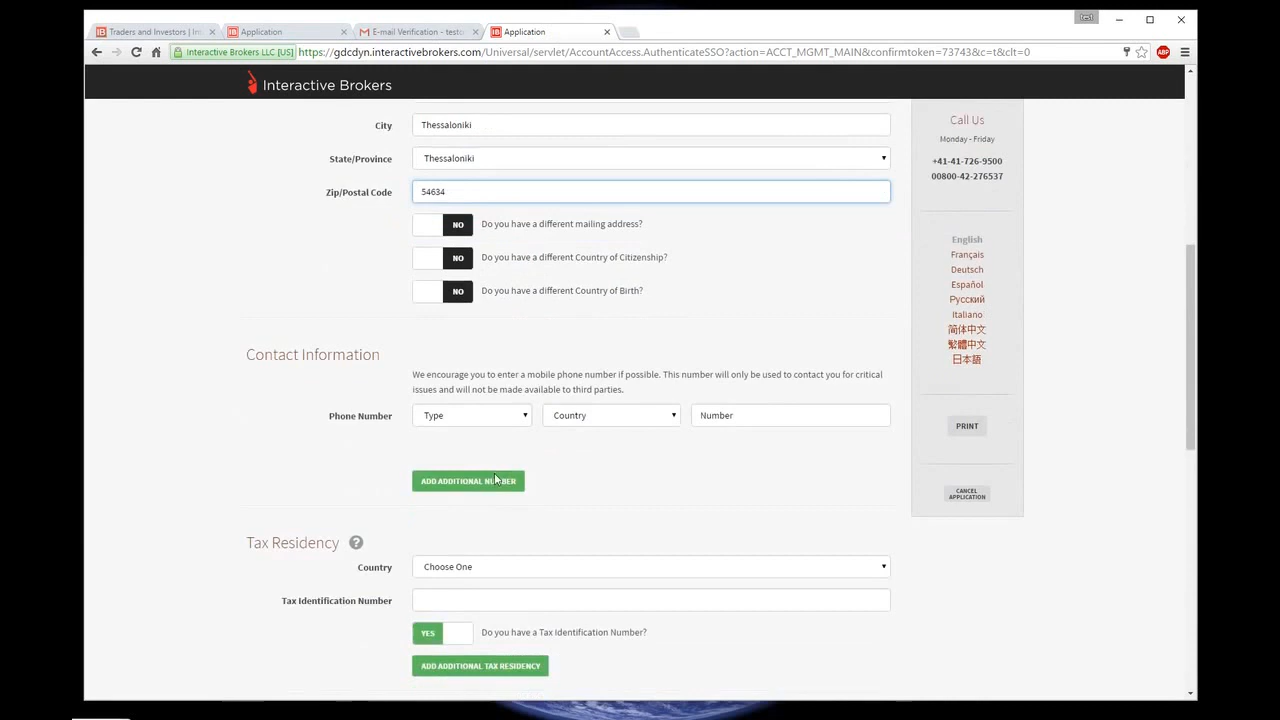 test
Traders and Investors | In
Application
E-mail Verification - testo
Application
Interactive Brokers LLC [US]
https://gdcdyn.interactivebrokers.com/Universal/servlet/AccountAccess.AuthenticateSSO?action=ACCT_MGMT_MAIN&confirmtoken=73743&c=t&clt=0
ABP
Interactive Brokers
City
Thessaloniki
State/Province
Thessaloniki
Zip/Postal Code
54634
NO
Do you have a different mailing address?
NO
Do you have a different Country of Citizenship?
NO
Do you have a different Country of Birth?
Contact Information
We encourage you to enter a mobile phone number if possible. This number will only be used to contact you for critical
issues and will not be made available to third parties.
Phone Number
Type
Country
Number
ADD ADDITIONAL NUMBER
Tax Residency
?
Country
Choose One
Tax Identification Number
YES
Do you have a Tax Identification Number?
ADD ADDITIONAL TAX RESIDENCY
Call Us
Monday - Friday
+41-41-726-9500
00800-42-276537
English
Français
Deutsch
Español
Русский
Italiano
简体中文
繁體中文
日本語
PRINT
CANCEL
APPLICATION